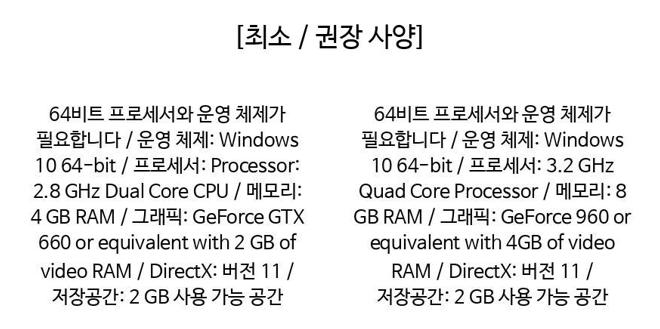 [최소 / 권장 사양]
64비트 프로세서와 운영 체제가
필요합니다 / 운영 체제: Windows
10 64-bit / 프로세서: Processor:
2.8 GHz Dual Core CPU / 메모리:
4 GB RAM / 그래픽: GeForce GTX
660 or equivalent with 2 GB of
video RAM / DirectX: 버전 11 /
저장공간: 2 GB 사용 가능 공간
64비트 프로세서와 운영 체제가
필요합니다 / 운영 체제: Windows
10 64-bit / 프로세서: 3.2 GHz
Quad Core Processor / 메모리: 8
GB RAM / 그래픽: GeForce 960 or
equivalent with 4GB of video
RAM / DirectX: 버전 11 /
저장공간: 2 GB 사용 가능 공간